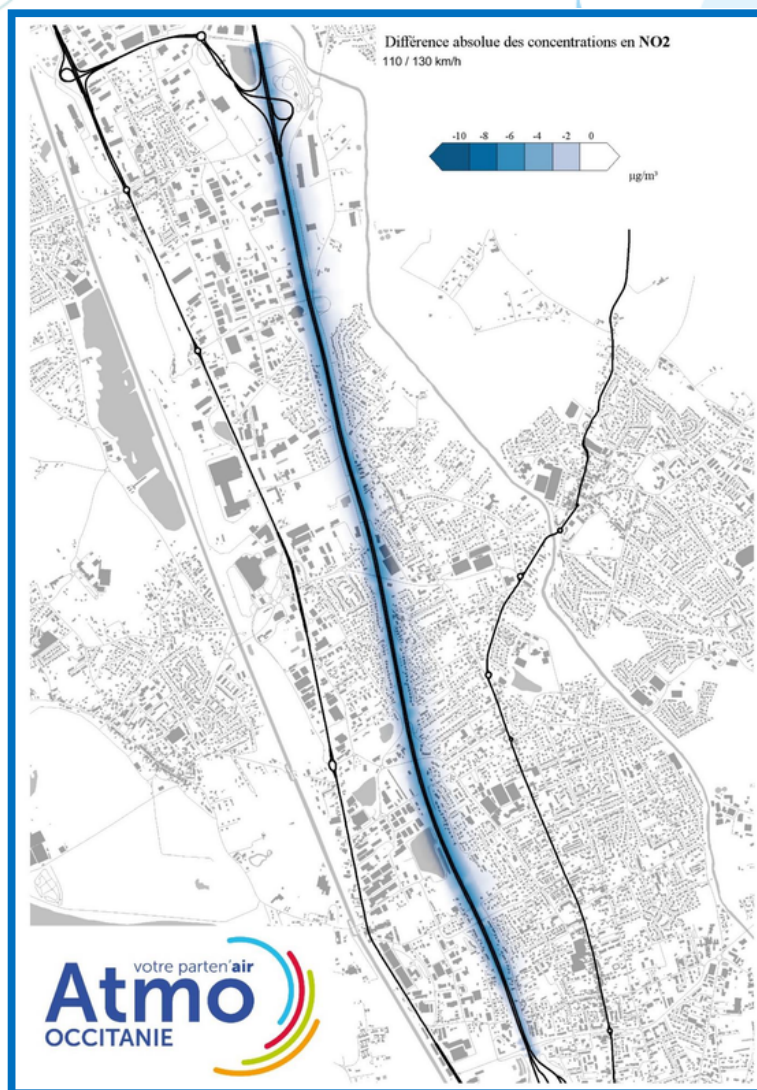 Différence absolue des concentrations en NO2
110 / 130 km/h
-10 -8 -6 -4 -2 0
µg/m³
votre parten'air
Atmo
OCCITANIE